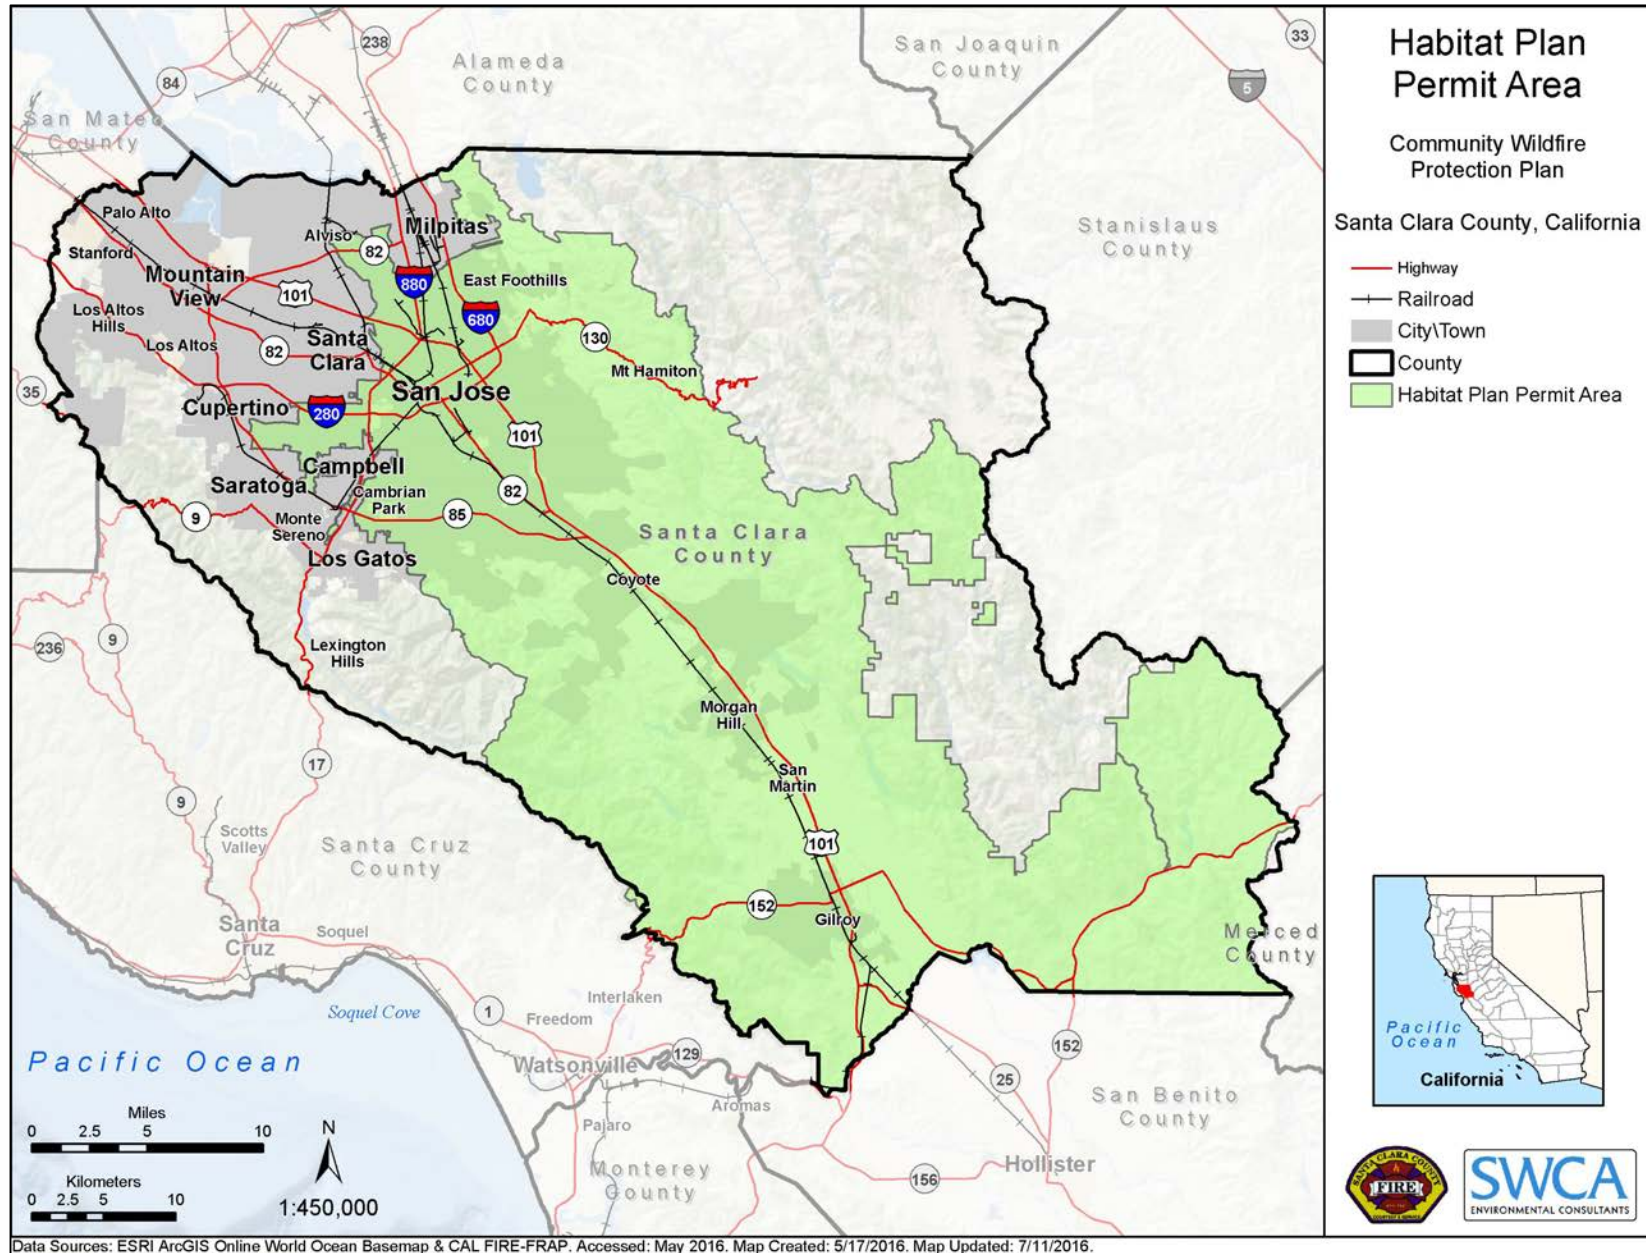 Habitat Plan
Permit Area
Community Wildfire
Protection Plan
Santa Clara County, California
Highway
Railroad
City\Town
County
Habitat Plan Permit Area
238
84
33
5
Alameda
County
San Joaquin
County
San Mateo
County
Stanislaus
County
Palo Alto
Stanford
Mountain
View
Los Altos
Hills
Los Altos
Alviso
82
Milpitas
101
880
East Foothills
680
82
Santa
Clara
130
Mt Hamiton
35
San Jose
Cupertino
280
101
Campbell
Saratoga
Cambrian
Park
82
9
Monte
Sereno
85
Santa Clara
County
Los Gatos
Coyote
Lexington
Hills
236
9
Morgan
Hill
17
San
Martin
9
Scotts
Valley
Santa Cruz
County
101
152
Gilroy
Santa
Cruz
Soquel
Merced
County
Interlaken
Soquel Cove
1
Freedom
Pacific Ocean
Watsonville
129
152
25
Aromas
Pajaro
San Benito
County
Monterey
County
156
Hollister
Miles
0 2.5 5 10
Kilometers
0 2.5 5 10
N
1:450,000
Pacific
Ocean
California
SANTA CLARA COUNTY
FIRE
SWCA
ENVIRONMENTAL CONSULTANTS
Data Sources: ESRI ArcGIS Online World Ocean Basemap & CAL FIRE-FRAP. Accessed: May 2016. Map Created: 5/17/2016. Map Updated: 7/11/2016.